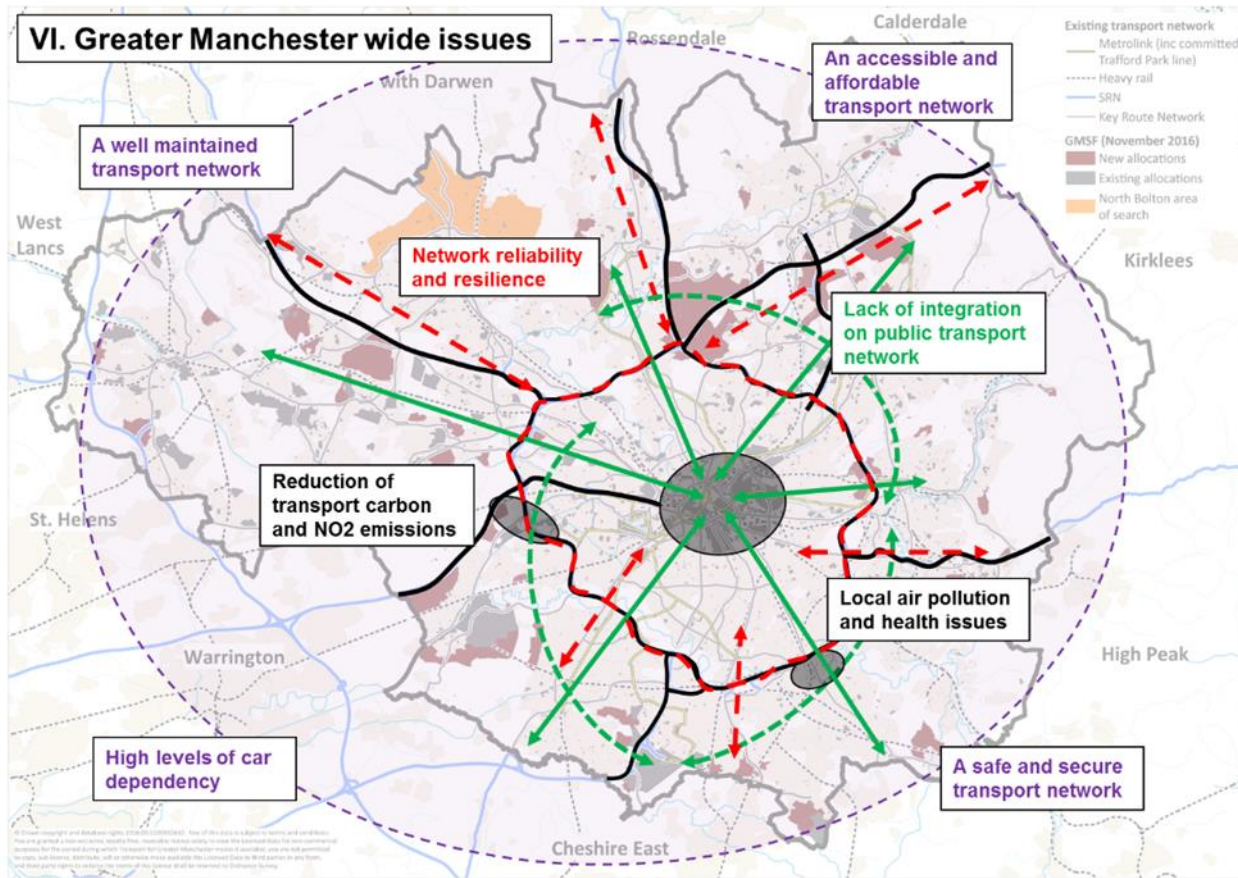 VI. Greater Manchester wide issues
Rossendale
Calderdale
with Darwen
An accessible and
affordable
transport network
Existing transport network
Metrolink (inc committed
Trafford Park line)
Heavy rail
SRN
Key Route Network
GMSF (November 2016)
New allocations
Existing allocations
North Bolton area
of search
A well maintained
transport network
West
Lancs
Network reliability
and resilience
Kirklees
Lack of integration
on public transport
network
Reduction of
transport carbon
and NO2 emissions
St. Helens
Local air pollution
and health issues
Warrington
High Peak
High levels of car
dependency
A safe and secure
transport network
Cheshire East